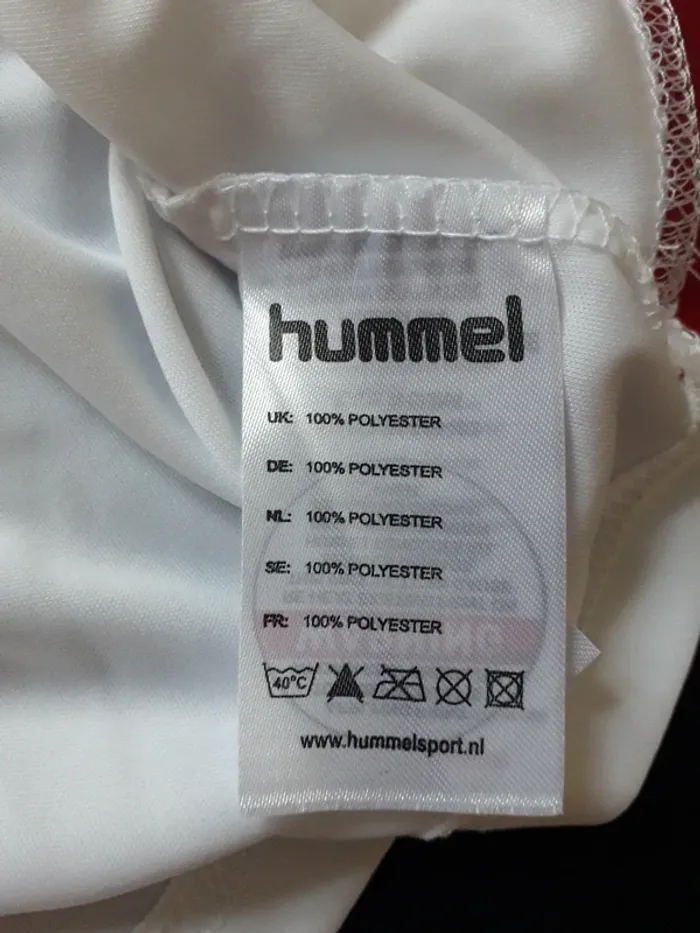 hummel
UK: 100% POLYESTER
DE: 100% POLYESTER
NL: 100% POLYESTER
SE: 100% POLYESTER
FR: 100% POLYESTER
40°C
www.hummelsport.nl